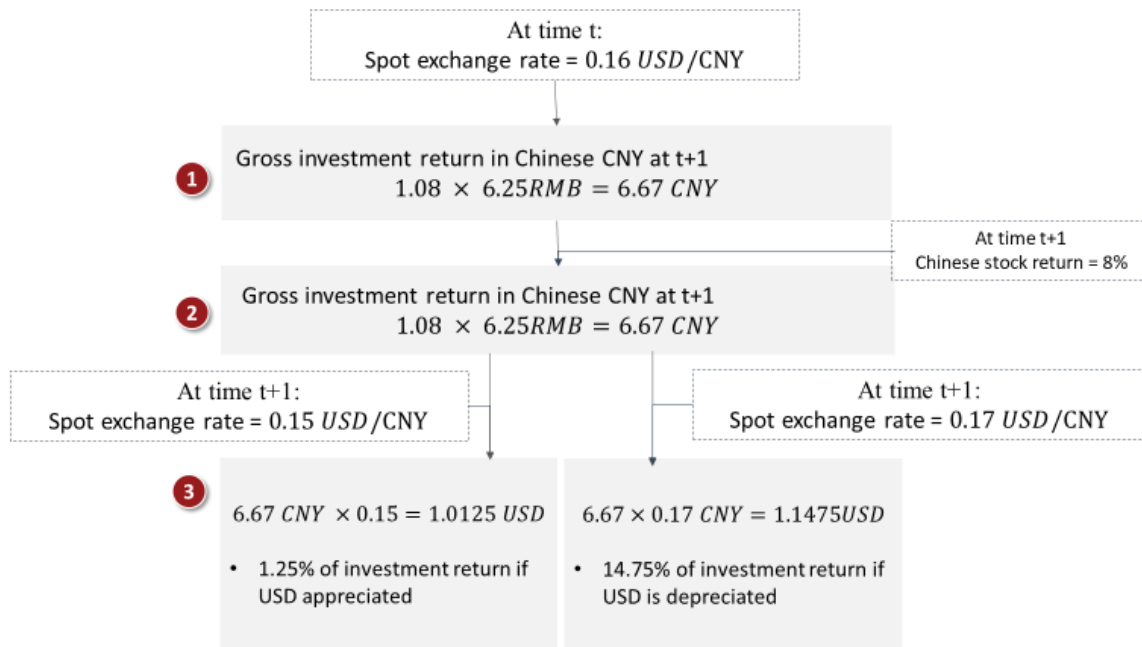 At time t:
Spot exchange rate = 0.16 USD/CNY
1
Gross investment return in Chinese CNY at t+1
1.08 × 6.25RMB = 6.67 CNY
At time t+1
Chinese stock return = 8%
2
Gross investment return in Chinese CNY at t+1
1.08 × 6.25RMB = 6.67 CNY
At time t+1:
Spot exchange rate = 0.15 USD/CNY
At time t+1:
Spot exchange rate = 0.17 USD/CNY
3
6.67 CNY × 0.15 = 1.0125 USD
• 1.25% of investment return if
USD appreciated
6.67 × 0.17 CNY = 1.1475USD
• 14.75% of investment return if
USD is depreciated